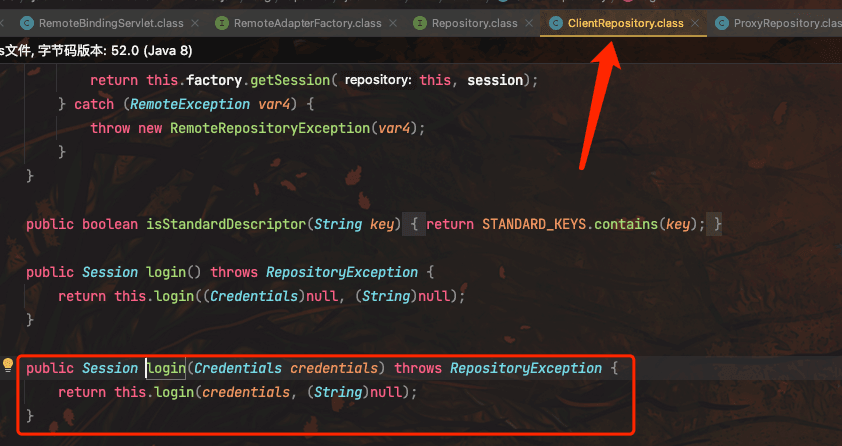 RemoteBindingServlet.class RemoteAdapterFactory.class Repository.class ClientRepository.class ProxyRepository.clas
s文件, 字节码版本: 52.0 (Java 8)
return this.factory.getSession( repository: this, session);
} catch (RemoteException var4) {
throw new RemoteRepositoryException(var4);
}
}
public boolean isStandardDescriptor(String key) { return STANDARD_KEYS.contains(key); }
public Session login() throws RepositoryException {
return this.login((Credentials)null, (String)null);
}
public Session login(Credentials credentials) throws RepositoryException {
return this.login(credentials, (String)null);
}